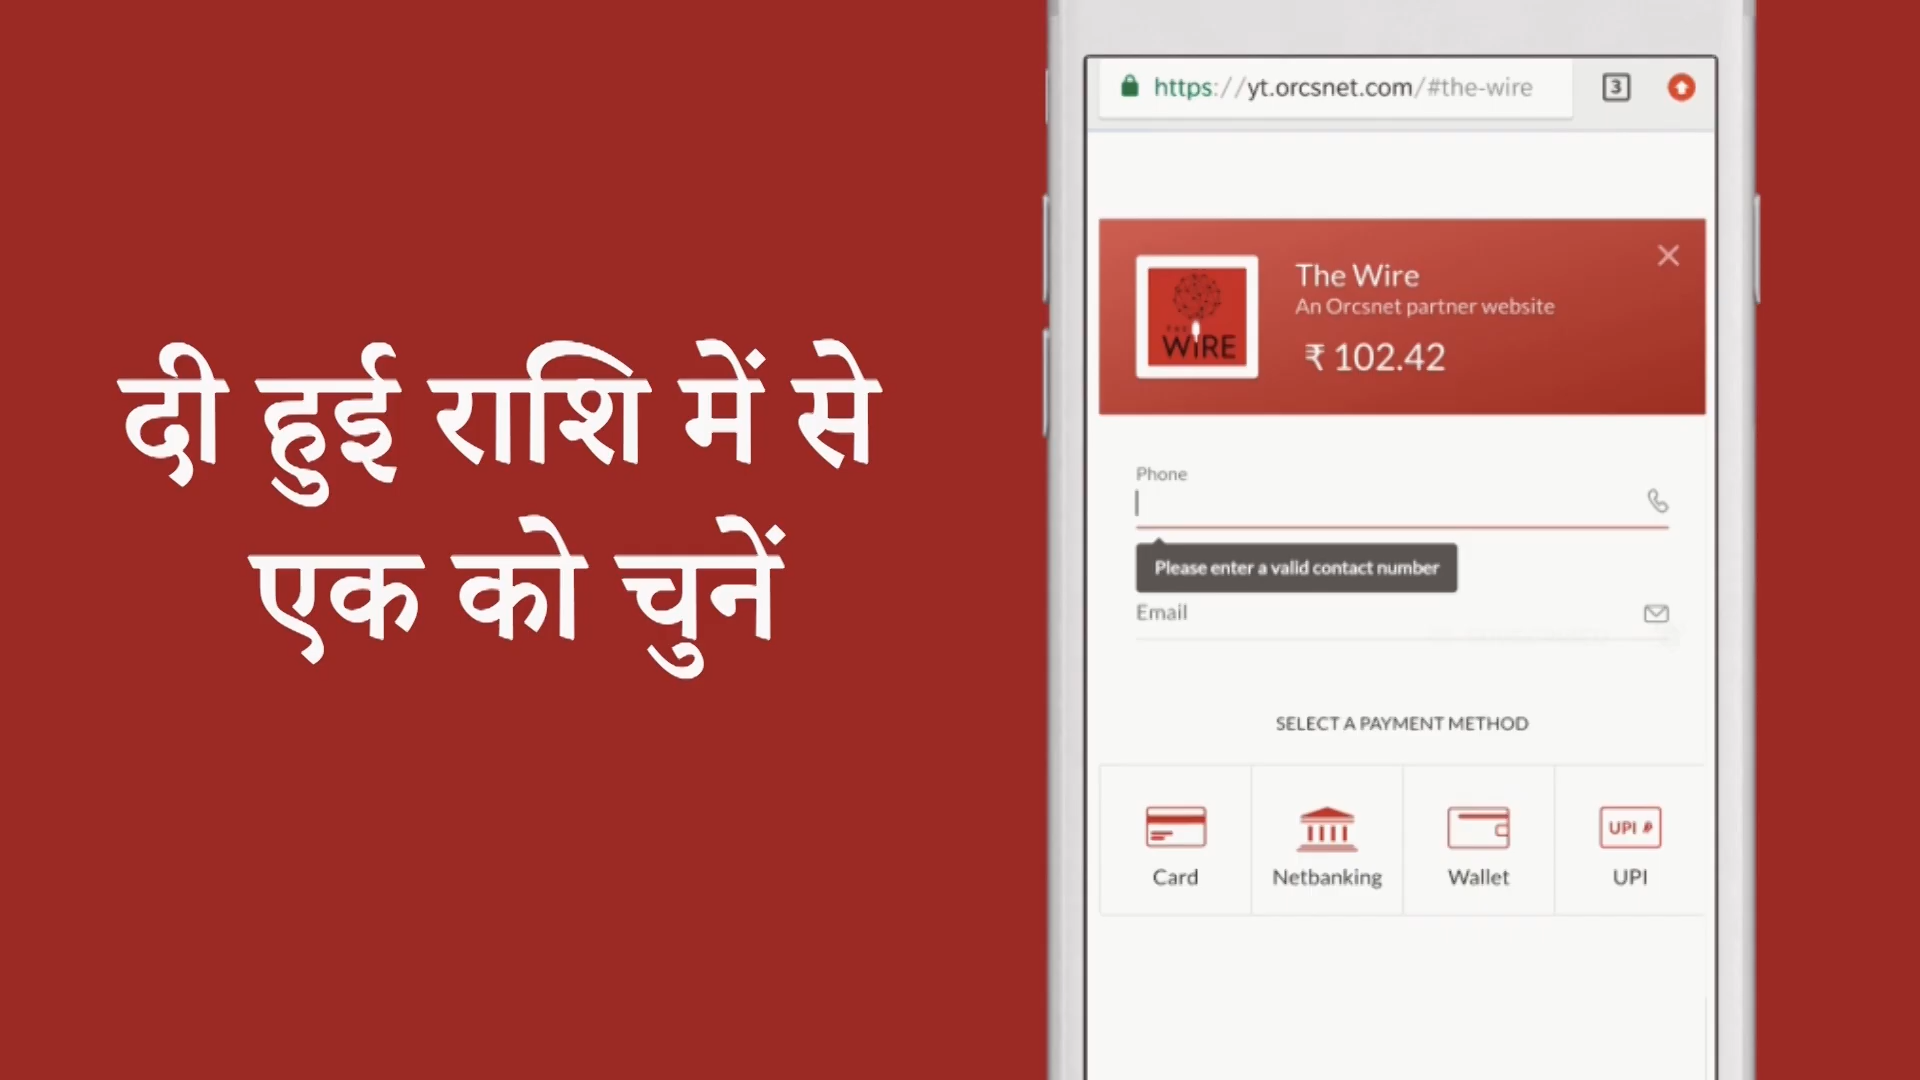 दी हुई राशि में से
एक को चुनें
https://yt.orcsnet.com/#the-wire
3
The Wire
An Orcsnet partner website
₹ 102.42
THE
WIRE
Phone
Please enter a valid contact number
Email
SELECT A PAYMENT METHOD
UPI
Card
Netbanking
Wallet
UPI